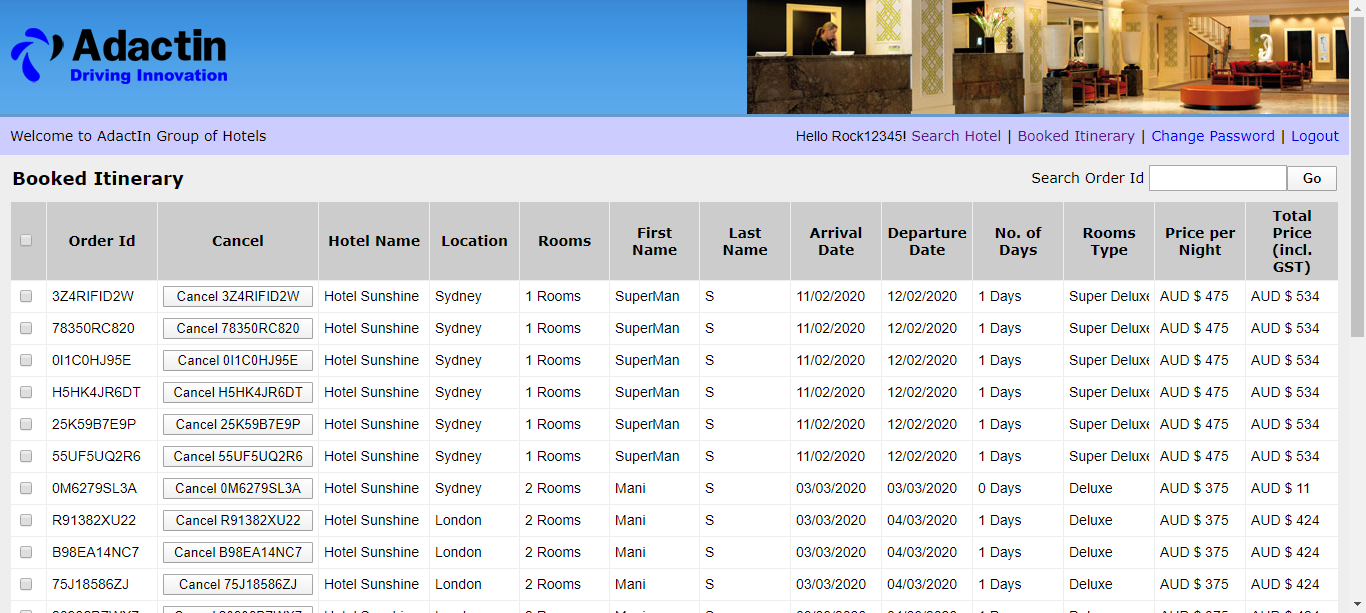 Adactin
Driving Innovation
Welcome to AdactIn Group of Hotels
Hello Rock12345! Search Hotel | Booked Itinerary | Change Password | Logout
Booked Itinerary
Search Order Id Go
Order Id Cancel Hotel Name Location Rooms First Name Last Name Arrival Date Departure Date No. of Days Rooms Type Price per Night Total Price (incl. GST)
3Z4RIFID2W Cancel 3Z4RIFID2W Hotel Sunshine Sydney 1 Rooms SuperMan S 11/02/2020 12/02/2020 1 Days Super Deluxe AUD $ 475 AUD $ 534
78350RC820 Cancel 78350RC820 Hotel Sunshine Sydney 1 Rooms SuperMan S 11/02/2020 12/02/2020 1 Days Super Deluxe AUD $ 475 AUD $ 534
0I1C0HJ95E Cancel 0I1C0HJ95E Hotel Sunshine Sydney 1 Rooms SuperMan S 11/02/2020 12/02/2020 1 Days Super Deluxe AUD $ 475 AUD $ 534
H5HK4JR6DT Cancel H5HK4JR6DT Hotel Sunshine Sydney 1 Rooms SuperMan S 11/02/2020 12/02/2020 1 Days Super Deluxe AUD $ 475 AUD $ 534
25K59B7E9P Cancel 25K59B7E9P Hotel Sunshine Sydney 1 Rooms SuperMan S 11/02/2020 12/02/2020 1 Days Super Deluxe AUD $ 475 AUD $ 534
55UF5UQ2R6 Cancel 55UF5UQ2R6 Hotel Sunshine Sydney 1 Rooms SuperMan S 11/02/2020 12/02/2020 1 Days Super Deluxe AUD $ 475 AUD $ 534
0M6279SL3A Cancel 0M6279SL3A Hotel Sunshine Sydney 2 Rooms Mani S 03/03/2020 03/03/2020 0 Days Deluxe AUD $ 375 AUD $ 11
R91382XU22 Cancel R91382XU22 Hotel Sunshine London 2 Rooms Mani S 03/03/2020 04/03/2020 1 Days Deluxe AUD $ 375 AUD $ 424
B98EA14NC7 Cancel B98EA14NC7 Hotel Sunshine London 2 Rooms Mani S 03/03/2020 04/03/2020 1 Days Deluxe AUD $ 375 AUD $ 424
75J18586ZJ Cancel 75J18586ZJ Hotel Sunshine London 2 Rooms Mani S 03/03/2020 04/03/2020 1 Days Deluxe AUD $ 375 AUD $ 424